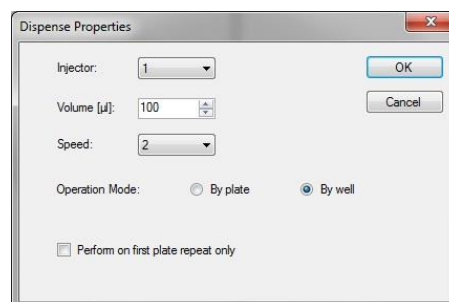 Dispense Properties
Injector: 1 OK
Volume [µl]: 100 Cancel
Speed: 2
Operation Mode: By plate By well
Perform on first plate repeat only